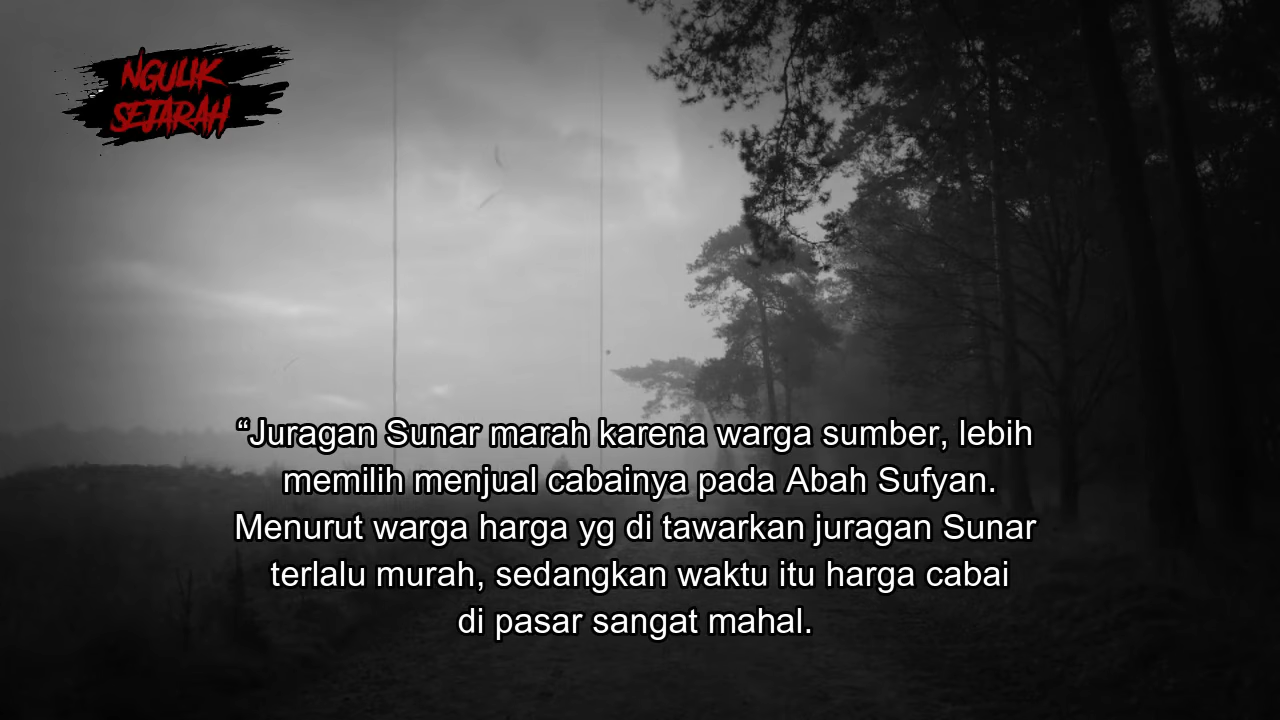 NGULIK
SEJARAH
“Juragan Sunar marah karena warga sumber, lebih
memilih menjual cabainya pada Abah Sufyan.
Menurut warga harga yg di tawarkan juragan Sunar
terlalu murah, sedangkan waktu itu harga cabai
di pasar sangat mahal.